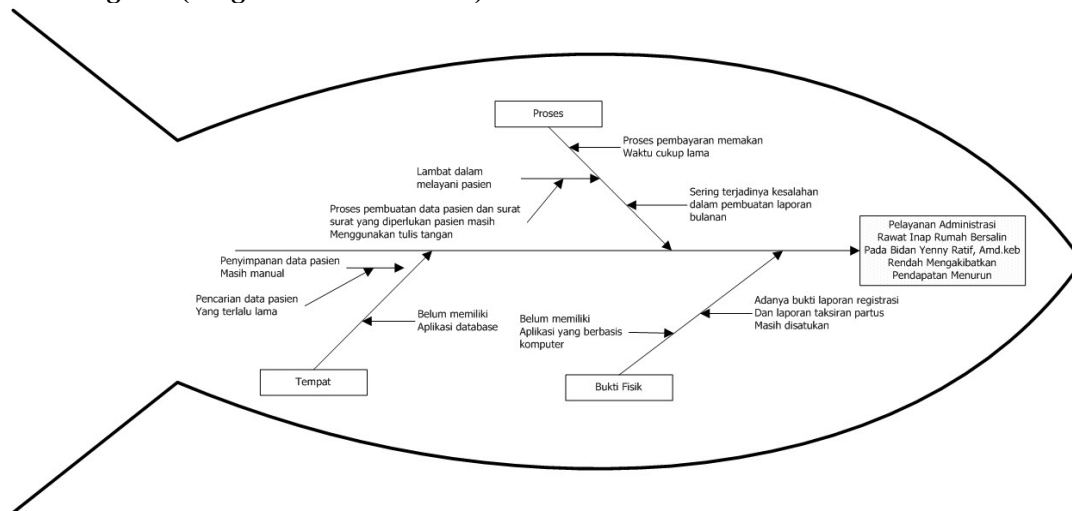 Proses
Proses pembayaran memakan
Waktu cukup lama
Lambat dalam
melayani pasien
Sering terjadinya kesalahan
dalam pembuatan laporan
bulanan
Proses pembuatan data pasien dan surat
surat yang diperlukan pasien masih
Menggunakan tulis tangan
Pelayanan Administrasi
Rawat Inap Rumah Bersalin
Pada Bidan Yenny Ratif, Amd.keb
Rendah Mengakibatkan
Pendapatan Menurun
Penyimpanan data pasien
Masih manual
Pencarian data pasien
Yang terlalu lama
Belum memiliki
Aplikasi database
Tempat
Belum memiliki
Aplikasi yang berbasis
komputer
Adanya bukti laporan registrasi
Dan laporan taksiran partus
Masih disatukan
Bukti Fisik